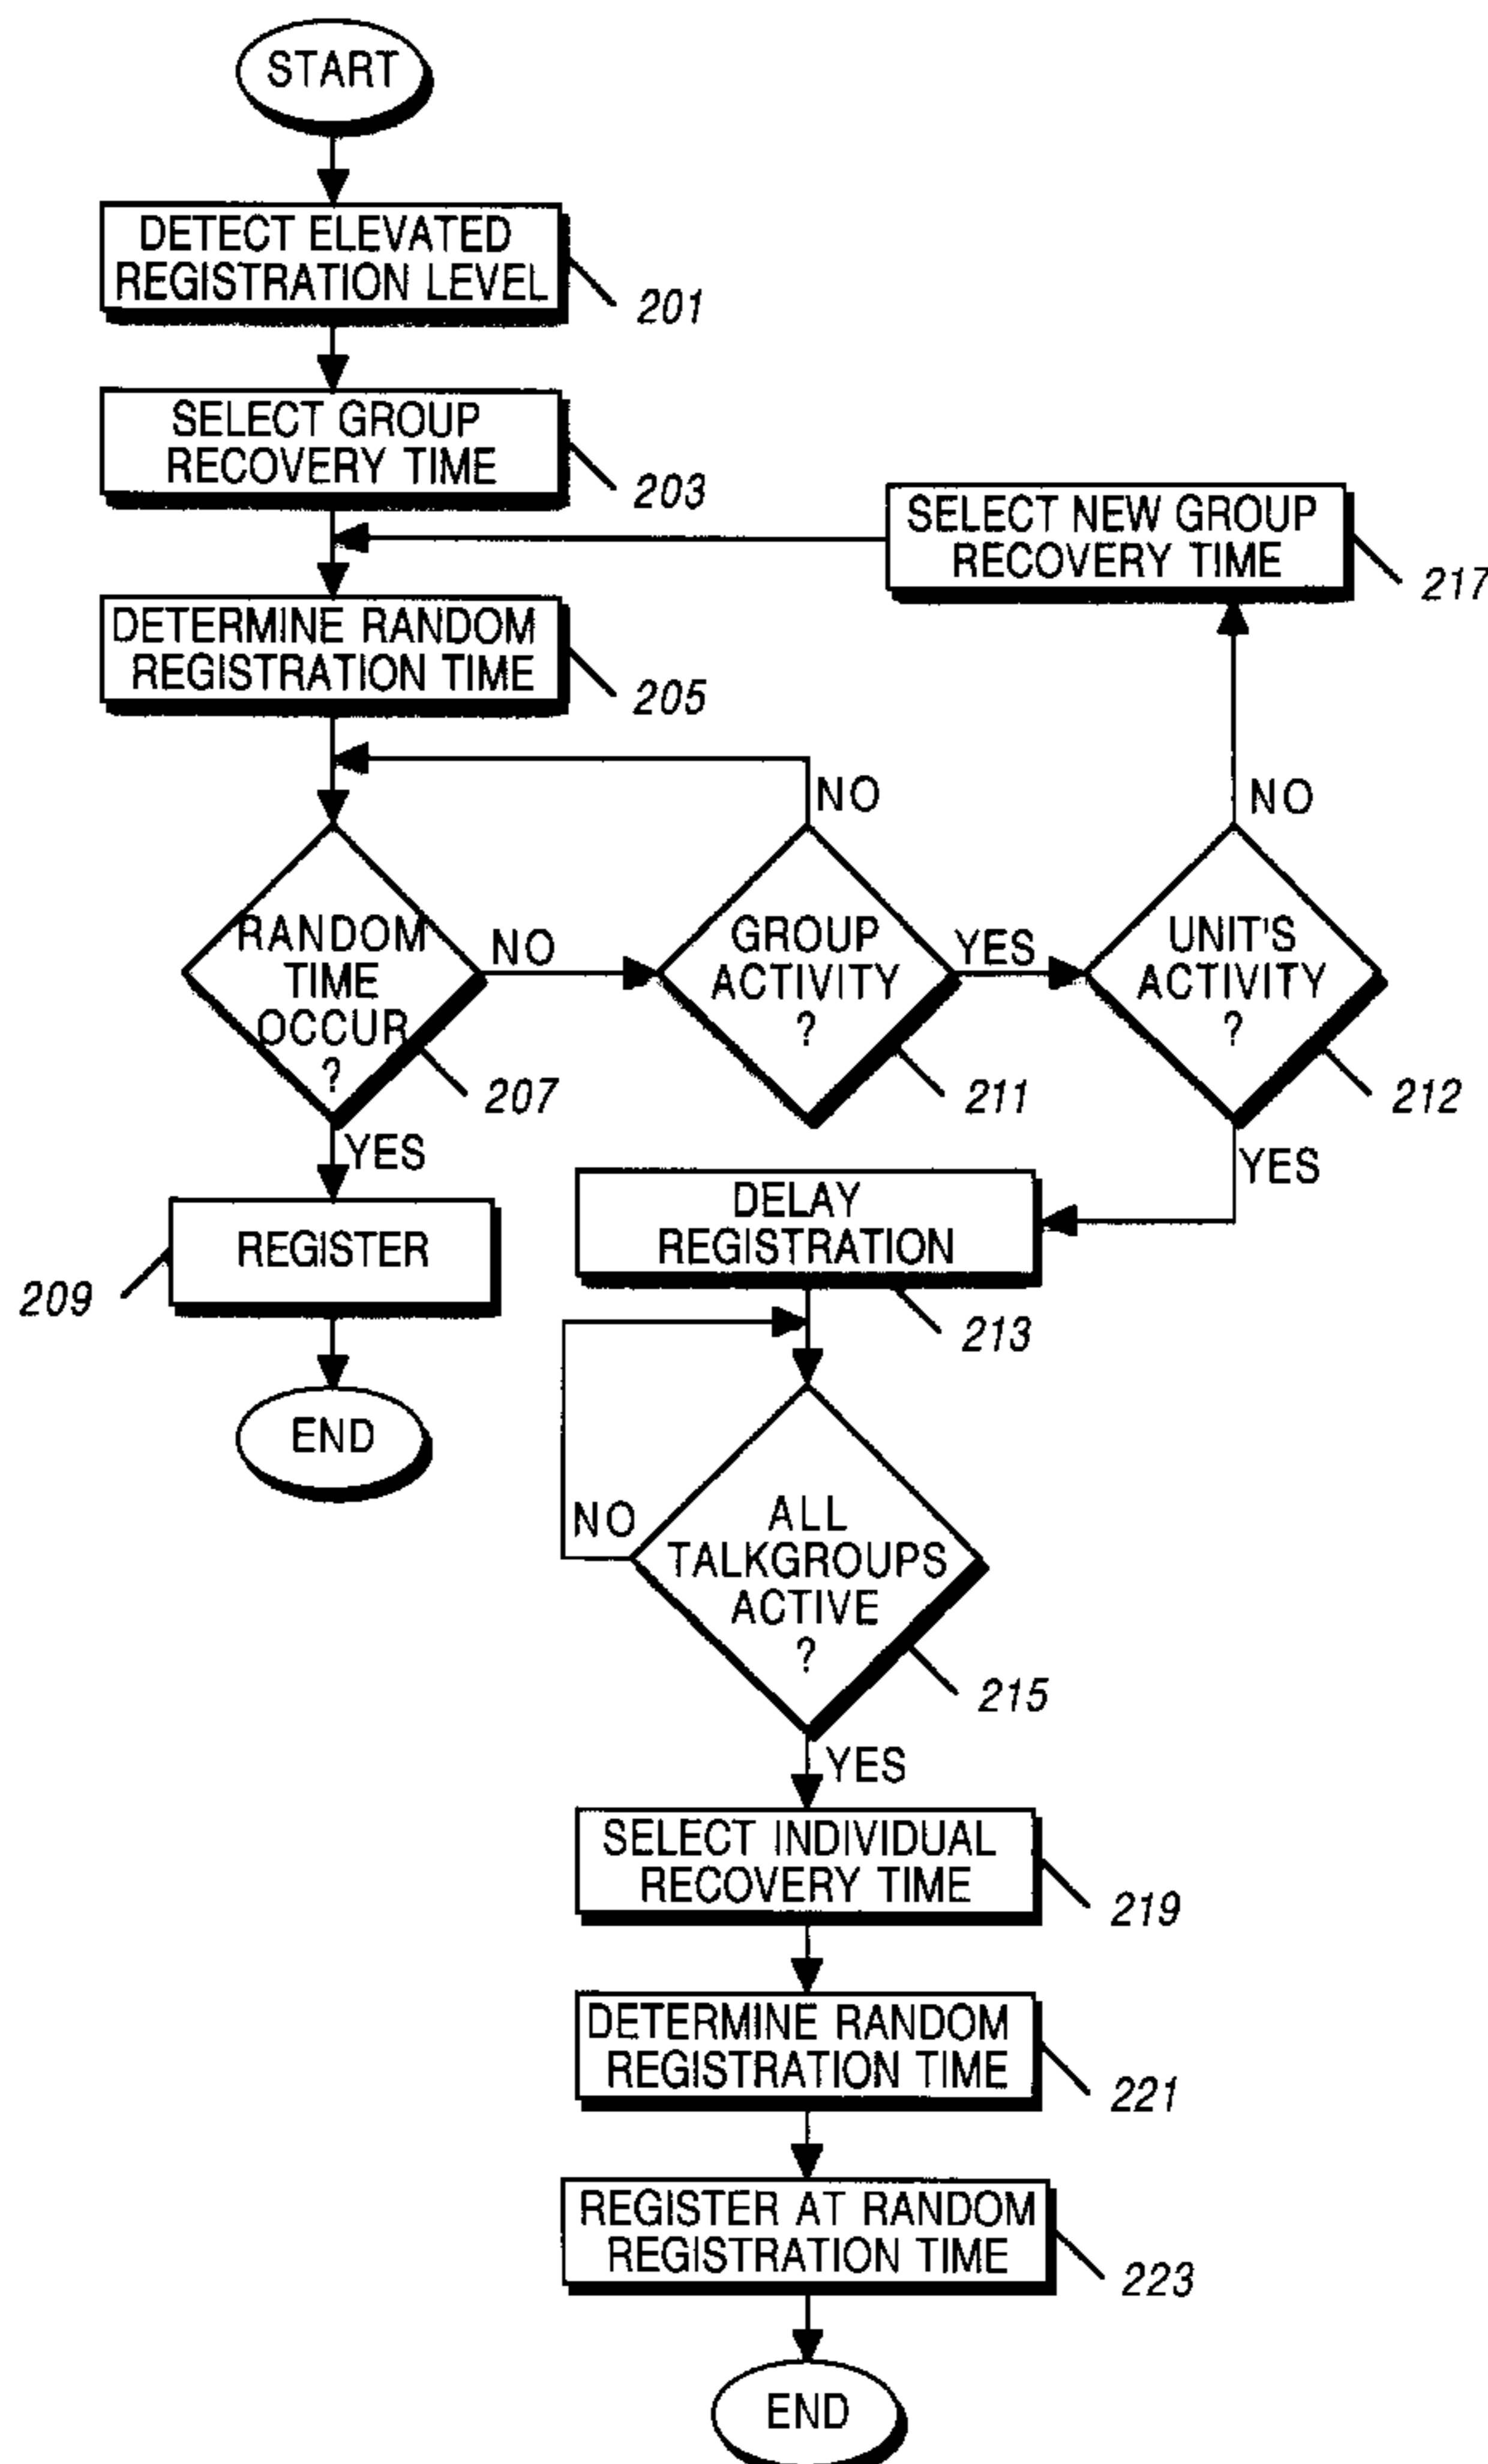 START
DETECT ELEVATED
REGISTRATION LEVEL
201
SELECT GROUP
RECOVERY TIME
203
SELECT NEW GROUP
RECOVERY TIME
217
DETERMINE RANDOM
REGISTRATION TIME
205
NO
NO
RANDOM
TIME
OCCUR
?
207
NO
GROUP
ACTIVITY
?
211
YES
UNIT'S
ACTIVITY
?
212
YES
YES
REGISTER
209
END
DELAY
REGISTRATION
213
NO
ALL
TALKGROUPS
ACTIVE
?
215
YES
SELECT INDIVIDUAL
RECOVERY TIME
219
DETERMINE RANDOM
REGISTRATION TIME
221
REGISTER AT RANDOM
REGISTRATION TIME
223
END